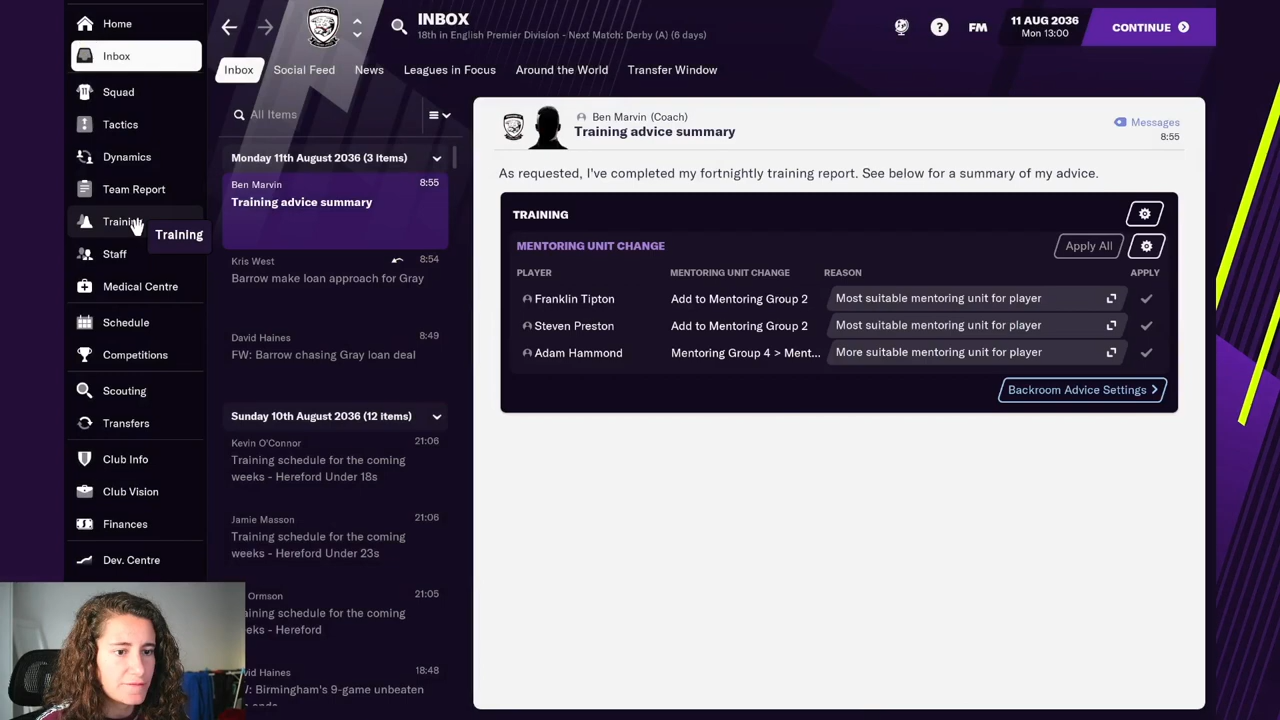 Home
Inbox
Squad
Tactics
Dynamics
Team Report
Training
Training
Staff
Medical Centre
Schedule
Competitions
Scouting
Transfers
Club Info
Club Vision
Finances
Dev. Centre
INBOX
18th in English Premier Division - Next Match: Derby (A) (6 days)
?
FM
11 AUG 2036
Mon 13:00
CONTINUE
Inbox
Social Feed
News
Leagues in Focus
Around the World
Transfer Window
All Items
Monday 11th August 2036 (3 items)
Ben Marvin 8:55
Training advice summary
Kris West 8:54
Barrow make loan approach for Gray
David Haines 8:49
FW: Barrow chasing Gray loan deal
Sunday 10th August 2036 (12 items)
Kevin O'Connor 21:06
Training schedule for the coming
weeks - Hereford Under 18s
Jamie Masson 21:06
Training schedule for the coming
weeks - Hereford Under 23s
Ormson 21:05
aining schedule for the coming
eeks - Hereford
vid Haines 18:48
: Birmingham's 9-game unbeaten
Ben Marvin (Coach)
Training advice summary
Messages
8:55
As requested, I've completed my fortnightly training report. See below for a summary of my advice.
TRAINING
MENTORING UNIT CHANGE Apply All
PLAYER MENTORING UNIT CHANGE REASON APPLY
Franklin Tipton Add to Mentoring Group 2 Most suitable mentoring unit for player
Steven Preston Add to Mentoring Group 2 Most suitable mentoring unit for player
Adam Hammond Mentoring Group 4 > Ment... More suitable mentoring unit for player
Backroom Advice Settings >